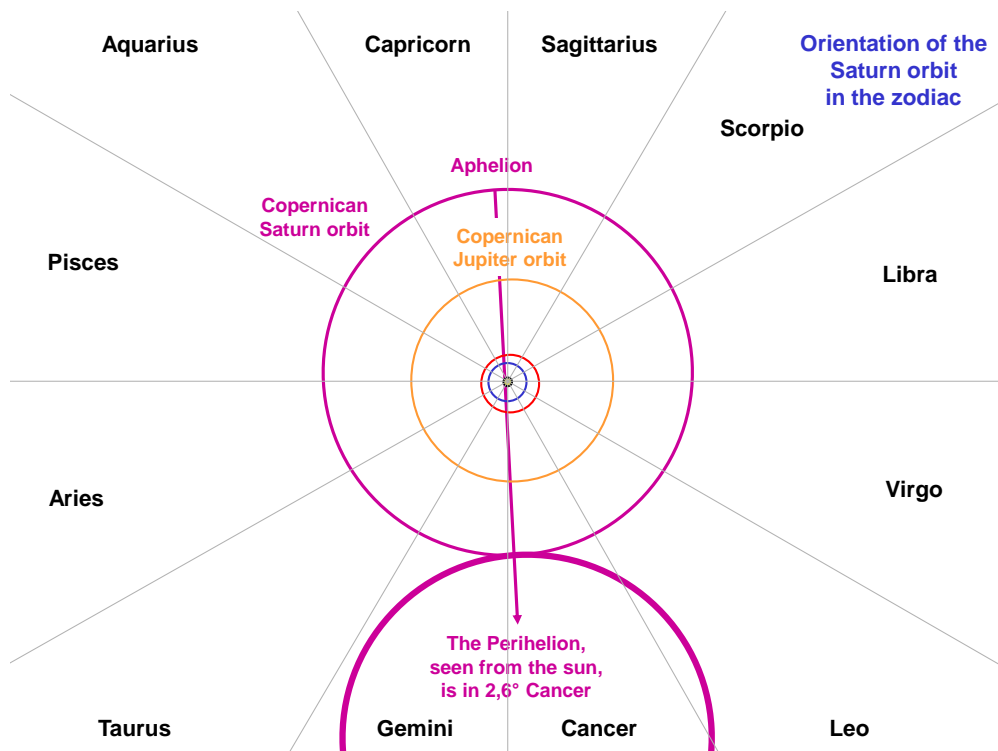 Aquarius
Capricorn
Sagittarius
Orientation of the
Saturn orbit
in the zodiac
Scorpio
Aphelion
Copernican
Saturn orbit
Copernican
Jupiter orbit
Pisces
Libra
Aries
Virgo
The Perihelion,
seen from the sun,
is in 2,6° Cancer
Taurus
Gemini
Cancer
Leo